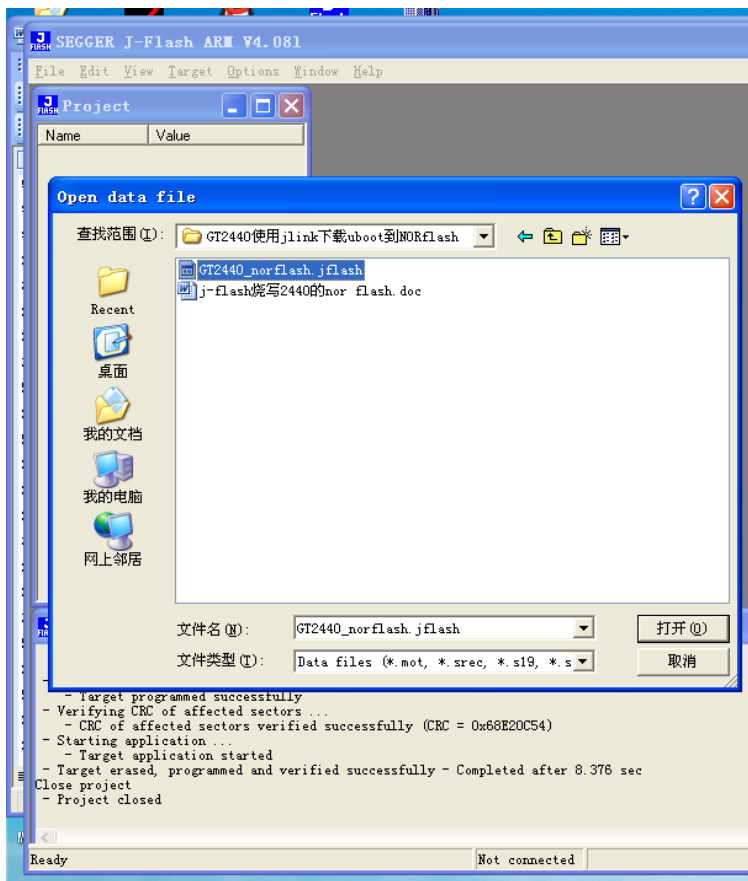 SEGGER J-Flash ARM V4.08l
File Edit View Target Options Window Help
Project
Name Value
Open data file
查找范围(I):
GT2440使用jlink下载uboot到NORflash
GT2440_norflash.jflash
j-flash烧写2440的nor flash.doc
Recent
桌面
我的文档
我的电脑
网上邻居
文件名(N): GT2440_norflash.jflash 打开(O)
文件类型(T): Data files (*.mot, *.srec, *.s19, *.s 取消
- Target programmed successfully
- Verifying CRC of affected sectors ...
- CRC of affected sectors verified successfully (CRC = 0x68E20C54)
- Starting application ...
- Target application started
- Target erased, programmed and verified successfully - Completed after 8.376 sec
Close project
- Project closed
Ready Not connected